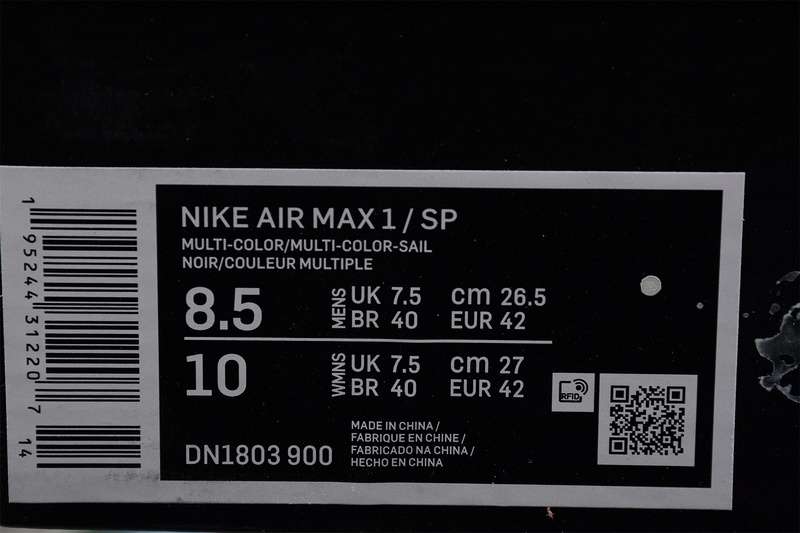 NIKE AIR MAX 1 / SP
MULTI-COLOR/MULTI-COLOR-SAIL
NOIR/COULEUR MULTIPLE
8.5 MENS UK 7.5 cm 26.5
BR 40 EUR 42
10 WMNS UK 7.5 cm 27
BR 40 EUR 42
RFID
DN1803 900
MADE IN CHINA /
FABRIQUE EN CHINE /
FABRICADO NA CHINA /
HECHO EN CHINA
1 95244 31220 7 14